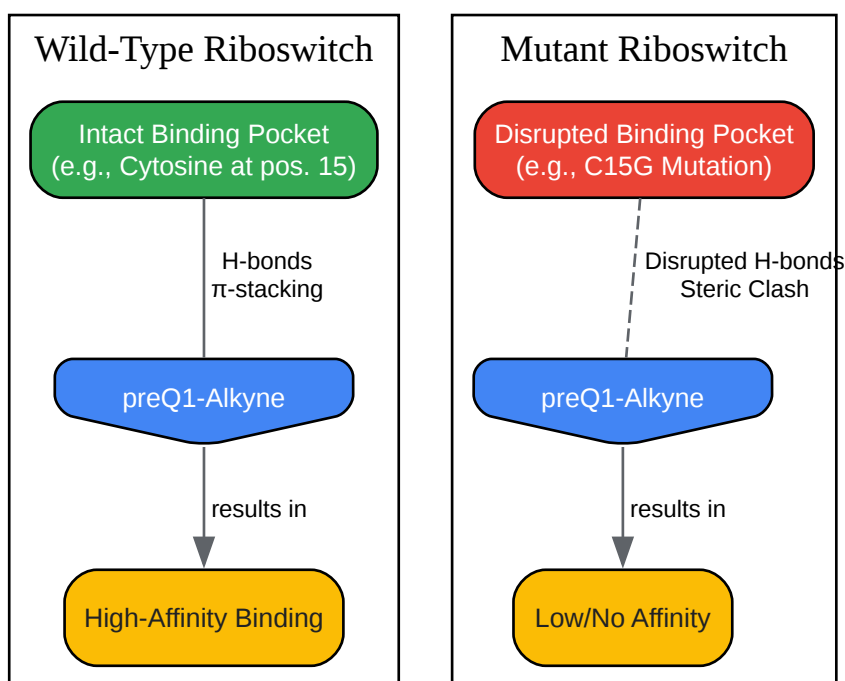 Wild-Type Riboswitch
Intact Binding Pocket
(e.g., Cytosine at pos. 15)
H-bonds
π-stacking
preQ1-Alkyne
results in
High-Affinity Binding
Mutant Riboswitch
Disrupted Binding Pocket
(e.g., C15G Mutation)
Disrupted H-bonds
Steric Clash
preQ1-Alkyne
results in
Low/No Affinity